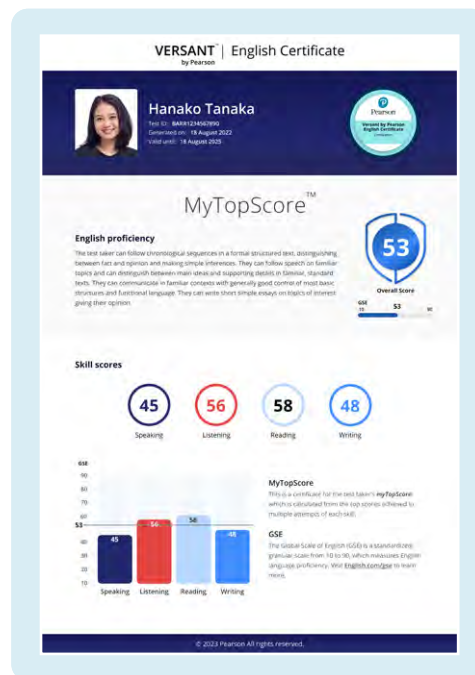 VERSANT™ | English Certificate
by Pearson
Hanako Tanaka
Test ID: BARR1234567890
Generated on: 18 August 2022
Valid until: 18 August 2025
Pearson
Versant by Pearson
English Certificate
MyTopScore™
English proficiency
The test taker can follow chronological sequences in a formal structured text, distinguishing
between fact and opinion and making simple inferences. They can follow speech on familiar
topics and can distinguish between main ideas and supporting details in familiar, standard
texts. They can communicate in familiar contexts with generally good control of most basic
structures and functional language. They can write short simple essays on topics of interest
giving their opinion.
53
Overall Score
GSE 53
10 90
Skill scores
45 56 58 48
Speaking Listening Reading Writing
GSE
90
80
70
60
53
40
30
20
10
45 56 58 48
Speaking Listening Reading Writing
MyTopScore
This is a certificate for the test taker's myTopScore
which is calculated from the top scores achieved in
multiple attempts of each skill.
GSE
The Global Scale of English (GSE) is a standardized,
granular scale from 10 to 90, which measures English
language proficiency. Visit English.com/gse to learn
more.
© 2023 Pearson All rights reserved.